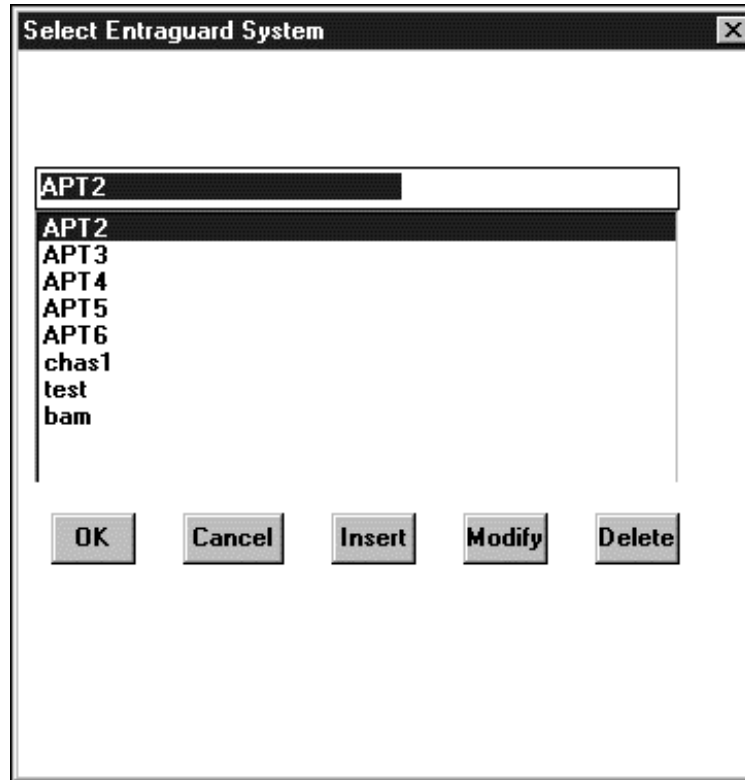 Select Entraguard System
APT2
APT2
APT3
APT4
APT5
APT6
chas1
test
bam
OK Cancel Insert Modify Delete